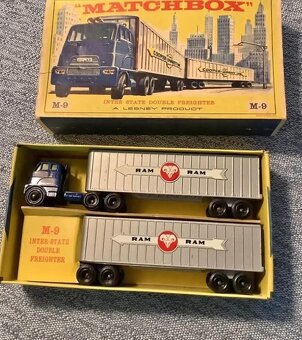 "MATCHBOX"
M-9
INTER-STATE DOUBLE FREIGHTER
M-9
A LESNEY PRODUCT
RAM RAM
M-9
INTER-STATE
DOUBLE
FREIGHTER
RAM RAM